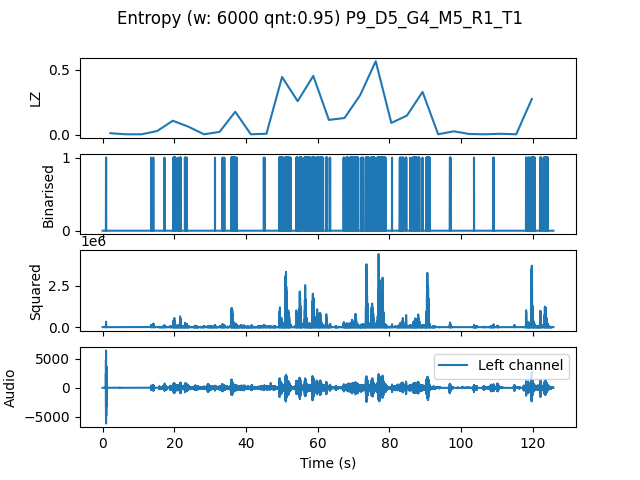 Entropy (w: 6000 qnt:0.95) P9_D5_G4_M5_R1_T1
0.5
0.0
LZ
1
0
Binarised
1e6
2.5
0.0
Squared
5000
0
−5000
Audio
Left channel
0 20 40 60 80 100 120
Time (s)